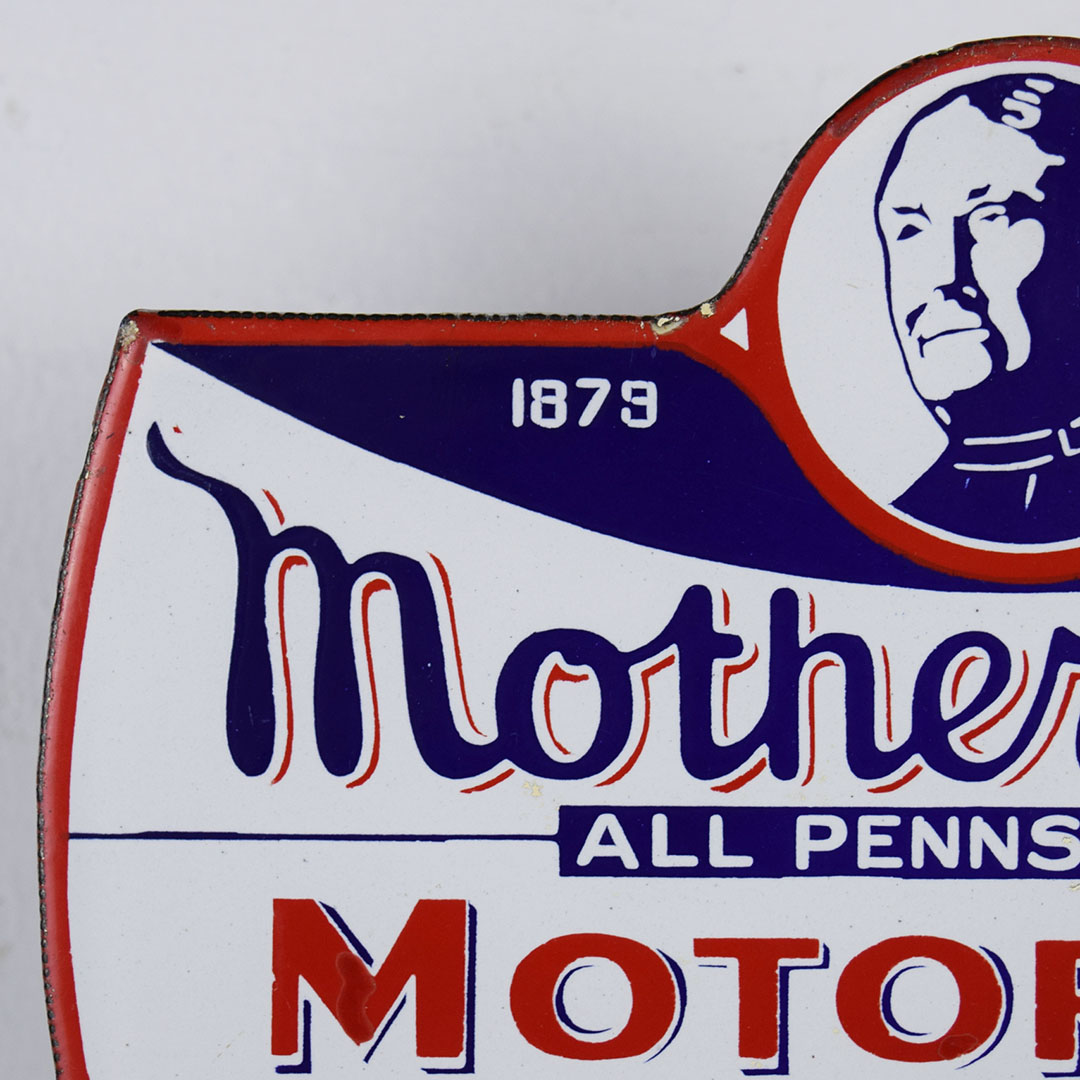 1879
Mother
ALL PENNS
MOTOR